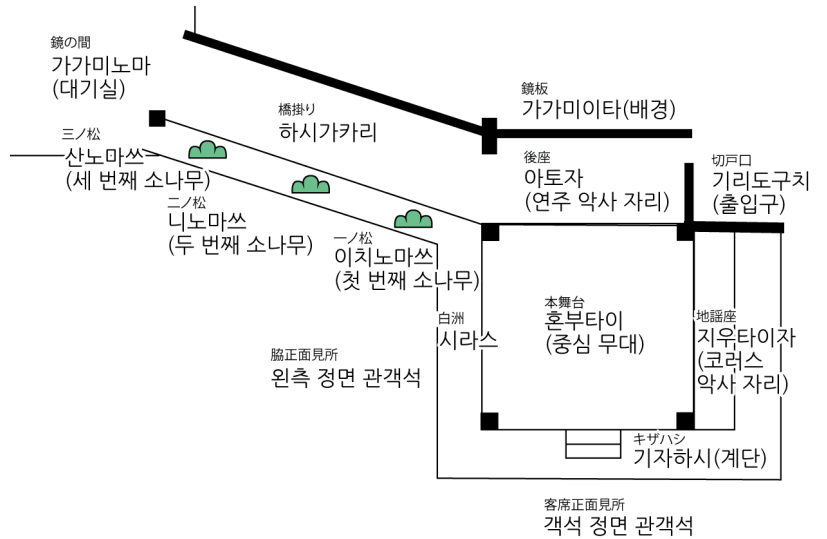 鏡の間
가가미노마
(대기실)
橋掛り
하시가카리
鏡板
가가미이타(배경)
三ノ松
산노마쓰
(세 번째 소나무)
二ノ松
니노마쓰
(두 번째 소나무)
一ノ松
이치노마쓰
(첫 번째 소나무)
後座
아토자
(연주 악사 자리)
切戸口
기리도구치
(출입구)
白洲
시라스
本舞台
혼부타이
(중심 무대)
地謡座
지우타이자
(코러스
악사 자리)
脇正面見所
왼측 정면 관객석
キザハシ
기자하시(계단)
客席正面見所
객석 정면 관객석